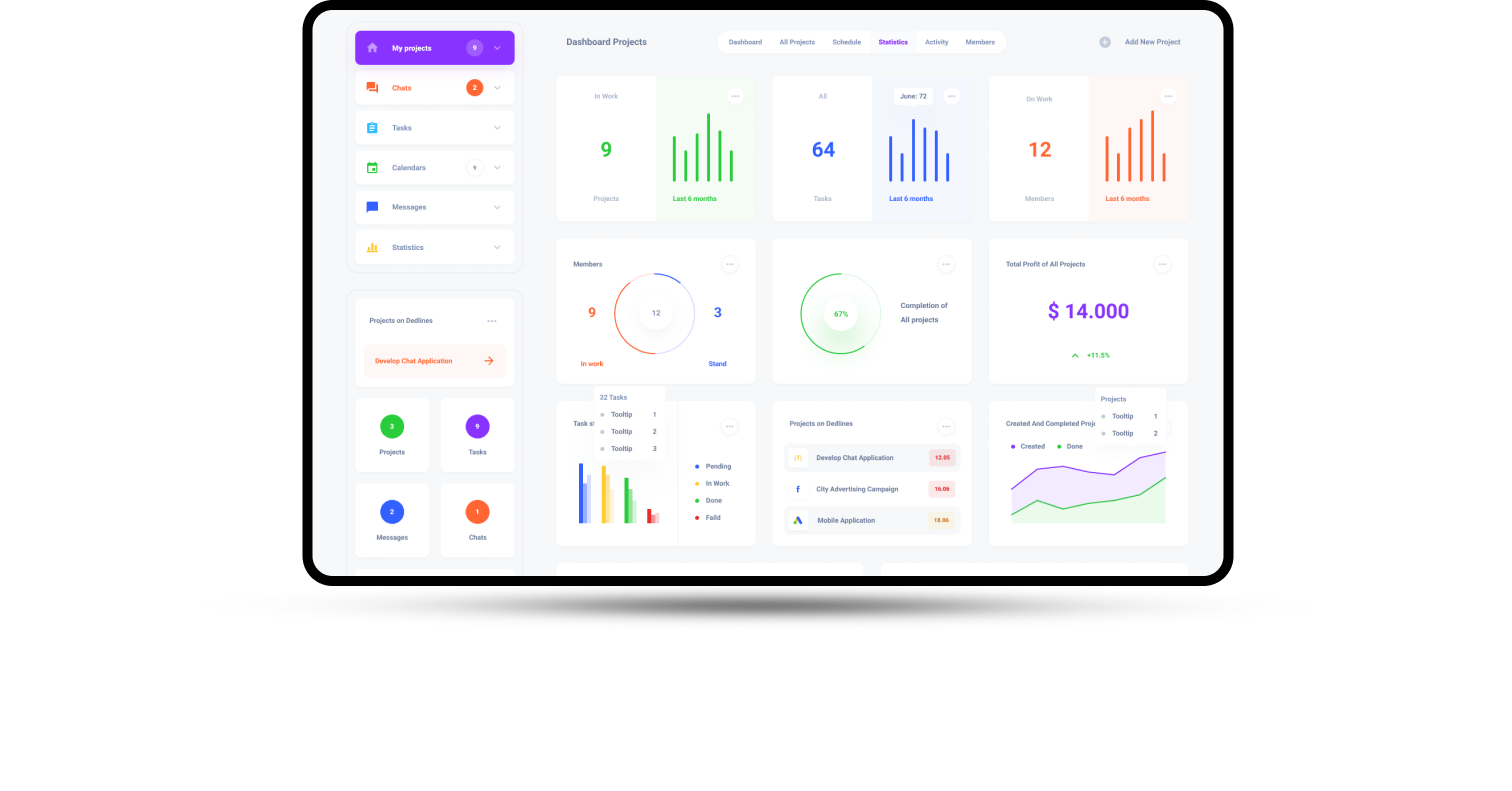 My projects 9
Chats 2
Tasks
Calendars 9
Messages
Statistics
Projects on Dedlines
Develop Chat Application
3
Projects
9
Tasks
2
Messages
1
Chats
Dashboard Projects
Dashboard All Projects Schedule Statistics Activity Members
Add New Project
In Work
9
Projects
Last 6 months
All
64
Tasks
June: 72
Last 6 months
On Work
12
Members
Last 6 months
Members
9
12
3
In work
Stand
67%
Completion of
All projects
Total Profit of All Projects
$ 14.000
+11.5%
Task st
32 Tasks
Tooltip 1
Tooltip 2
Tooltip 3
Pending
In Work
Done
Faild
Projects on Dedlines
Develop Chat Application 12.05
City Advertising Campaign 16.06
Mobile Application 18.06
Created And Completed Proje
Created Done
Projects
Tooltip 1
Tooltip 2